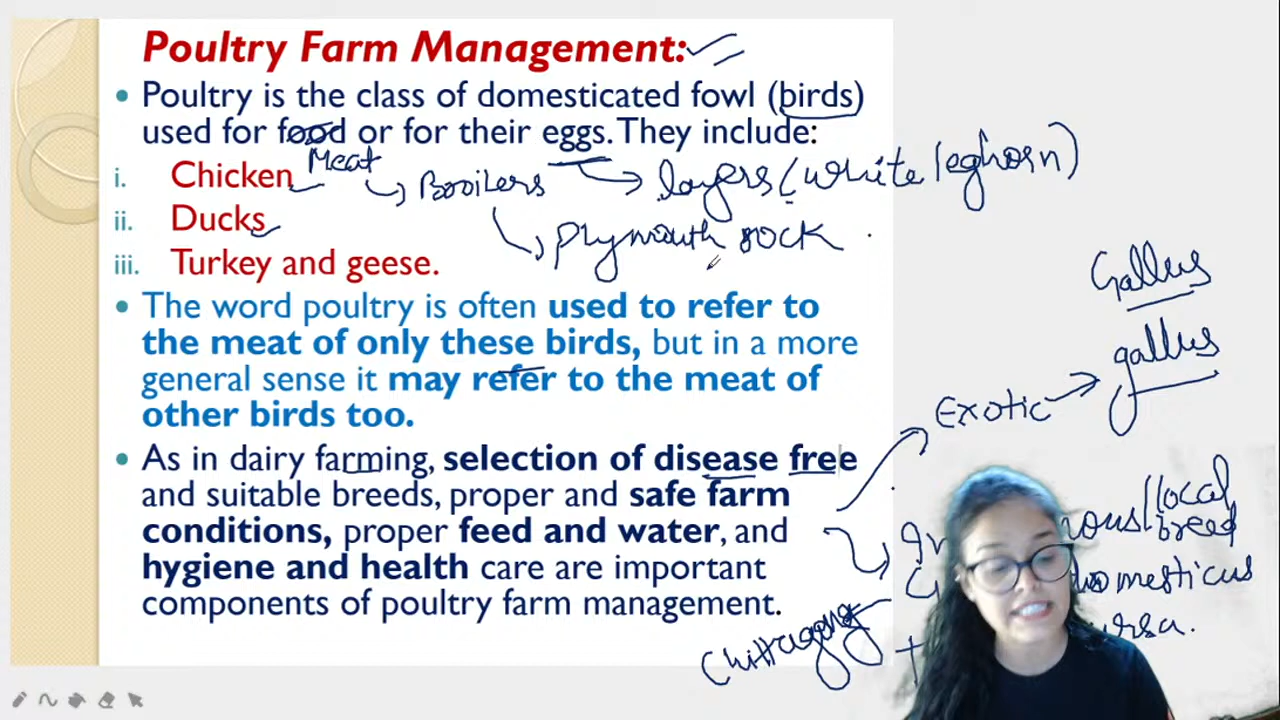 Poultry Farm Management:
• Poultry is the class of domesticated fowl (birds)
used for food or for their eggs. They include:
Meat
i. Chicken
Broilers
layers (white leghorn)
ii. Ducks
plymouth rock
iii. Turkey and geese.
Gallus
gallus
• The word poultry is often used to refer to
the meat of only these birds, but in a more
general sense it may refer to the meat of
other birds too.
Exotic
• As in dairy farming, selection of disease free
and suitable breeds, proper and safe farm
conditions, proper feed and water, and
hygiene and health care are important
components of poultry farm management.
local
breed
domesticus
Chittagong